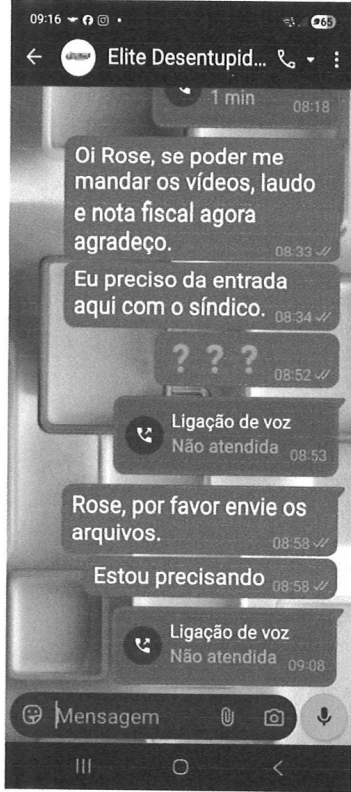 09:16
65
Elite Desentupid...
1 min 08:18
Oi Rose, se poder me
mandar os vídeos, laudo
e nota fiscal agora
agradeço. 08:33
Eu preciso da entrada
aqui com o síndico. 08:34
? ? ? 08:52
Ligação de voz
Não atendida 08:53
Rose, por favor envie os
arquivos. 08:58
Estou precisando 08:58
Ligação de voz
Não atendida 09:08
Mensagem